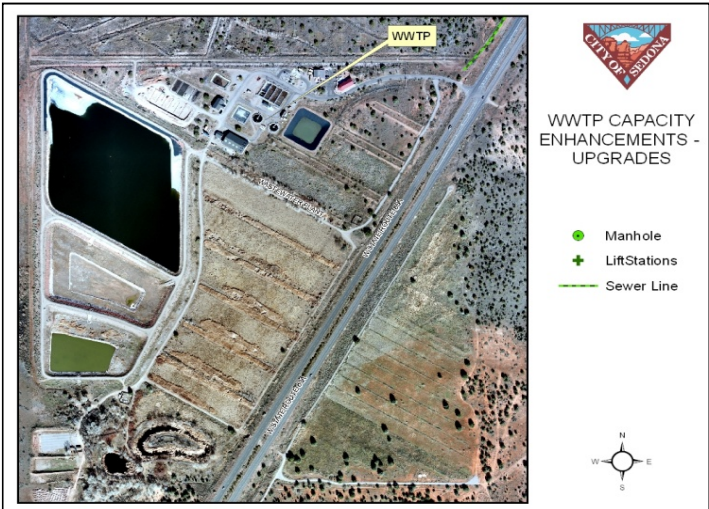 WWTP
CITY OF SEDONA
WWTP CAPACITY
ENHANCEMENTS -
UPGRADES
Manhole
LiftStations
Sewer Line
N
W E
S